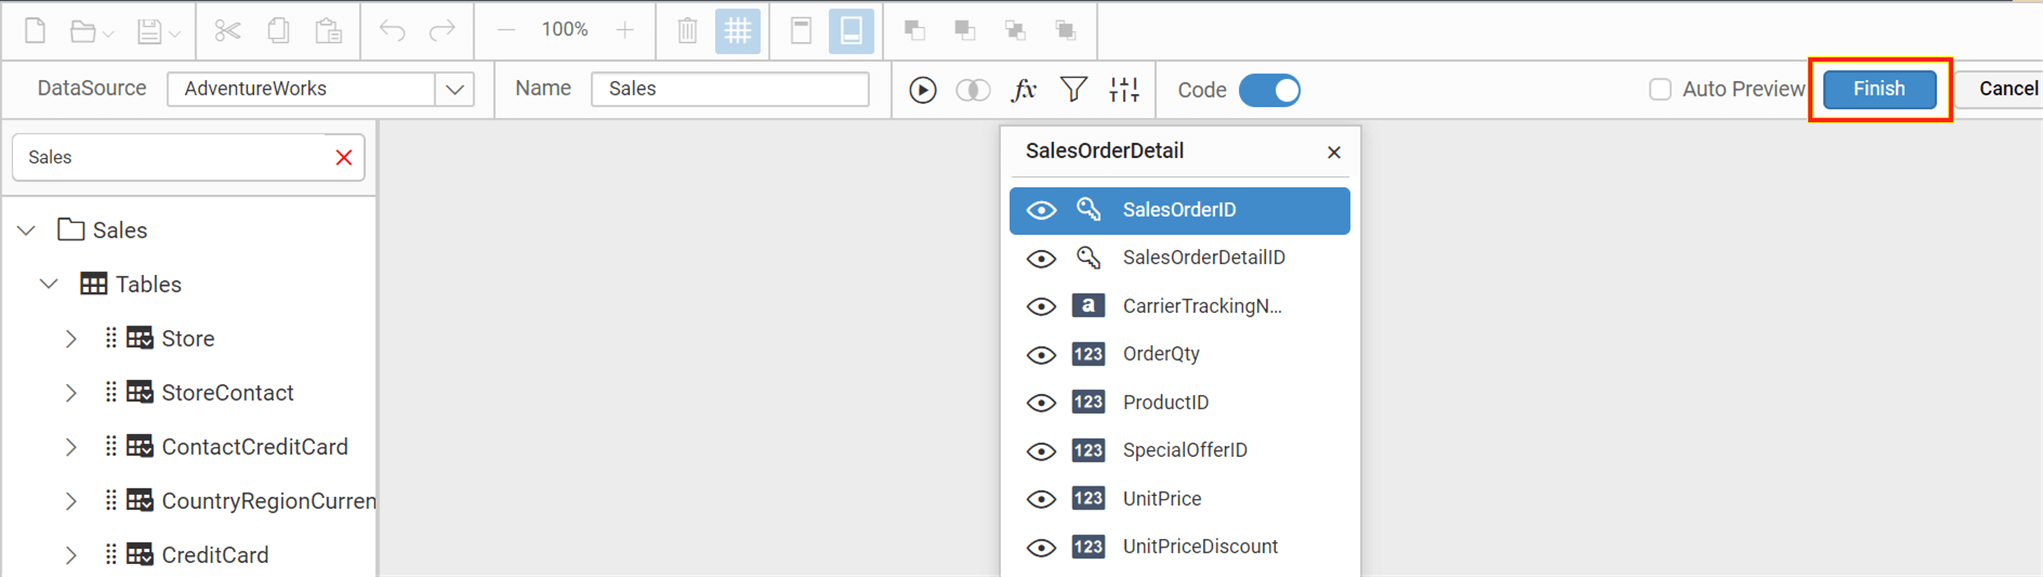 100%
DataSource AdventureWorks Name Sales fx Code Auto Preview Finish Cancel
Sales
Sales
Tables
Store
StoreContact
ContactCreditCard
CountryRegionCurren
CreditCard
SalesOrderDetail
SalesOrderID
SalesOrderDetailID
a CarrierTrackingN...
123 OrderQty
123 ProductID
123 SpecialOfferID
123 UnitPrice
123 UnitPriceDiscount